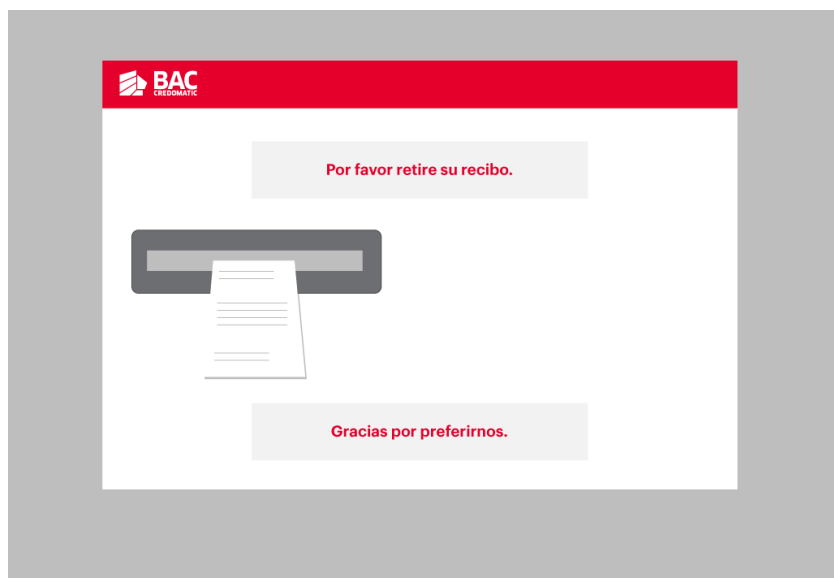 BAC
CREDOMATIC
Por favor retire su recibo.
Gracias por preferirnos.